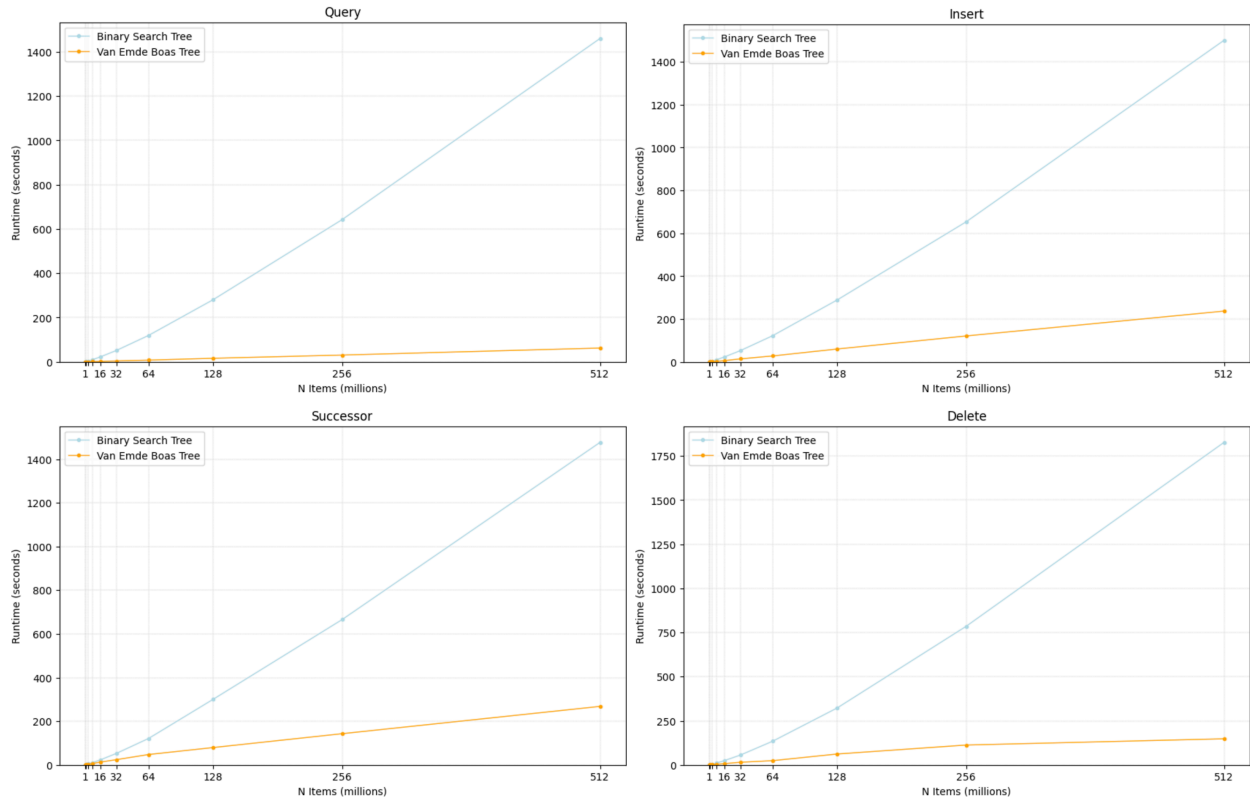 Query
Binary Search Tree
Van Emde Boas Tree
Runtime (seconds)
1400
1200
1000
800
600
400
200
0
1 16 32 64 128 256 512
N Items (millions)
Insert
Binary Search Tree
Van Emde Boas Tree
Runtime (seconds)
1400
1200
1000
800
600
400
200
0
1 16 32 64 128 256 512
N Items (millions)
Successor
Binary Search Tree
Van Emde Boas Tree
Runtime (seconds)
1400
1200
1000
800
600
400
200
0
1 16 32 64 128 256 512
N Items (millions)
Delete
Binary Search Tree
Van Emde Boas Tree
Runtime (seconds)
1750
1500
1250
1000
750
500
250
0
1 16 32 64 128 256 512
N Items (millions)